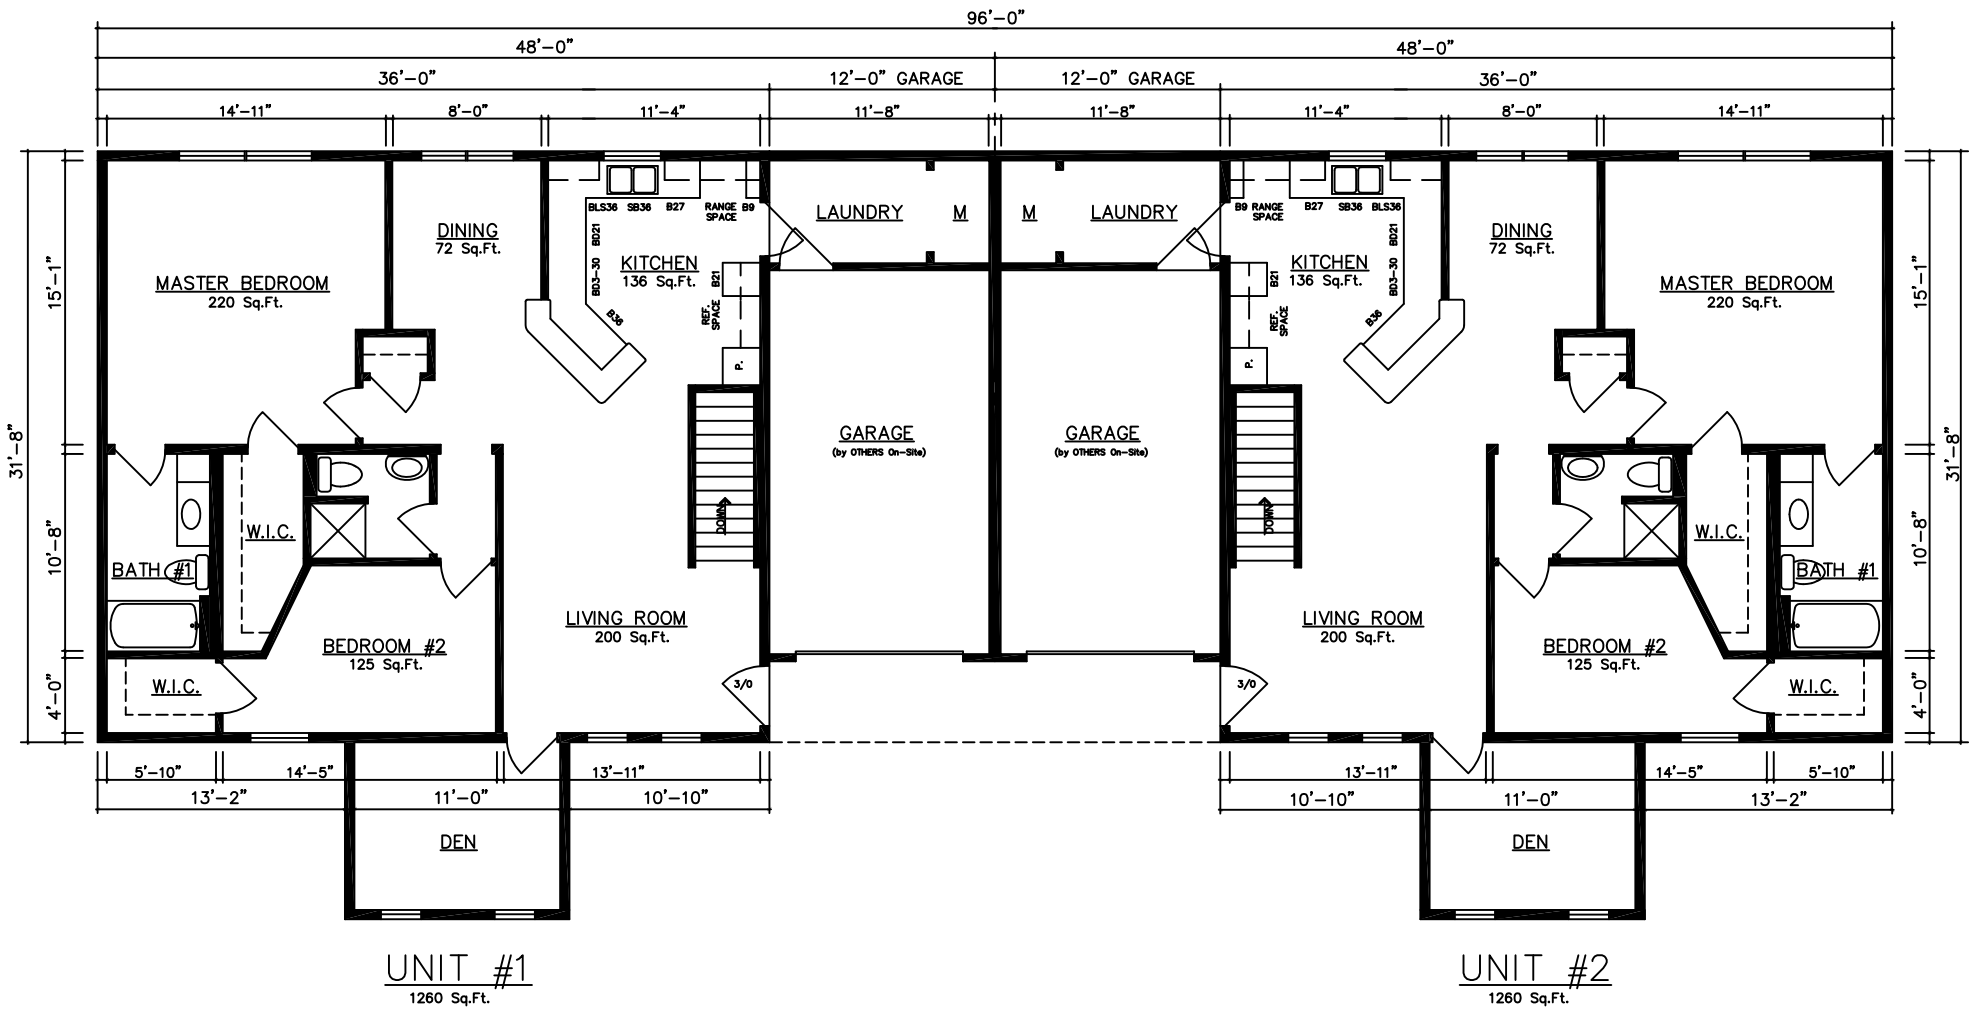 96'-0"
48'-0"
48'-0"
36'-0"
12'-0" GARAGE
12'-0" GARAGE
36'-0"
14'-11"
8'-0"
11'-4"
11'-8"
11'-8"
11'-4"
8'-0"
14'-11"
31'-8"
15'-1"
10'-8"
4'-0"
MASTER BEDROOM
220 Sq.Ft.
DINING
72 Sq.Ft.
BLS36
SB36
B27
RANGE
SPACE
B9
BD21
BD3-30
B36
KITCHEN
136 Sq.Ft.
B21
REF.
SPACE
P.
LAUNDRY
M
GARAGE
(by OTHERS On-Site)
DOWN
W.I.C.
BATH #1
LIVING ROOM
200 Sq.Ft.
BEDROOM #2
125 Sq.Ft.
W.I.C.
3/0
5'-10"
14'-5"
13'-11"
13'-2"
11'-0"
10'-10"
DEN
UNIT #1
1260 Sq.Ft.
M
LAUNDRY
B9
RANGE
SPACE
B27
SB36
BLS36
BD21
BD3-30
B36
KITCHEN
136 Sq.Ft.
B21
REF.
SPACE
P.
DINING
72 Sq.Ft.
MASTER BEDROOM
220 Sq.Ft.
GARAGE
(by OTHERS On-Site)
DOWN
W.I.C.
BATH #1
LIVING ROOM
200 Sq.Ft.
BEDROOM #2
125 Sq.Ft.
W.I.C.
3/0
15'-1"
10'-8"
4'-0"
31'-8"
13'-11"
14'-5"
5'-10"
10'-10"
11'-0"
13'-2"
DEN
UNIT #2
1260 Sq.Ft.